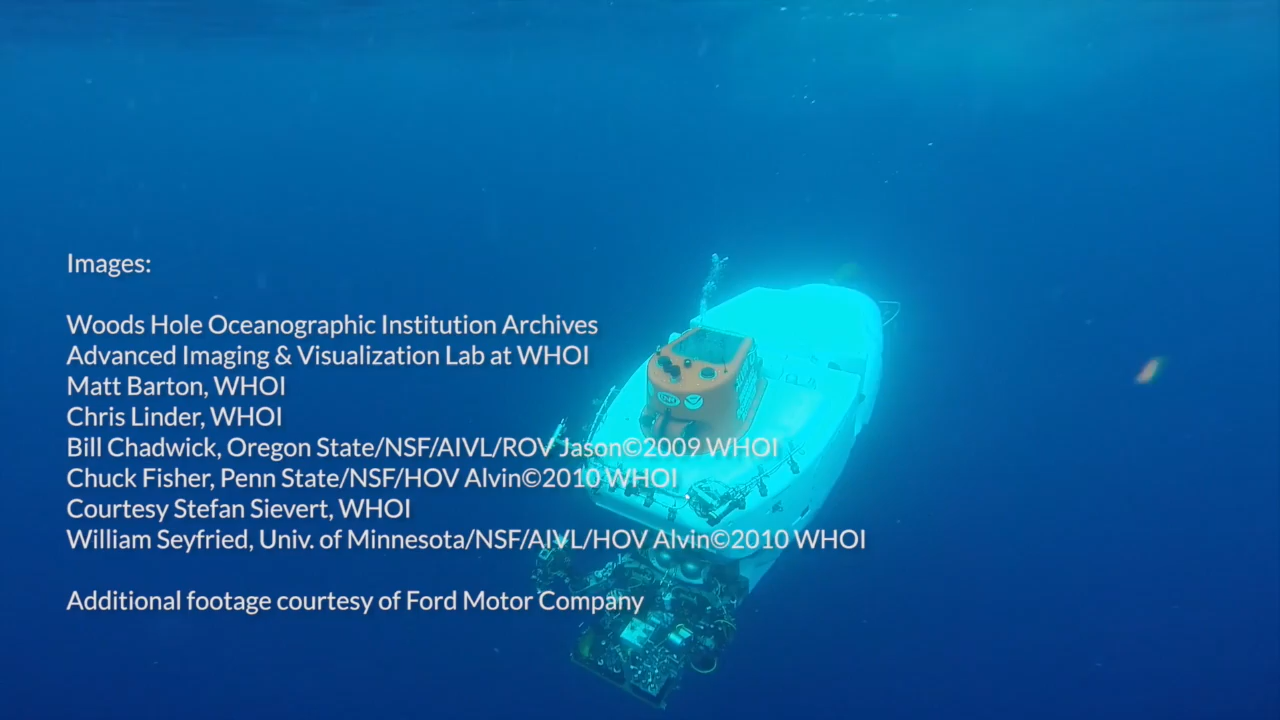 Images:
Woods Hole Oceanographic Institution Archives
Advanced Imaging & Visualization Lab at WHOI
Matt Barton, WHOI
Chris Linder, WHOI
Bill Chadwick, Oregon State/NSF/AIVL/ROV Jason©2009 WHOI
Chuck Fisher, Penn State/NSF/HOV Alvin©2010 WHOI
Courtesy Stefan Sievert, WHOI
William Seyfried, Univ. of Minnesota/NSF/AIVL/HOV Alvin©2010 WHOI
Additional footage courtesy of Ford Motor Company